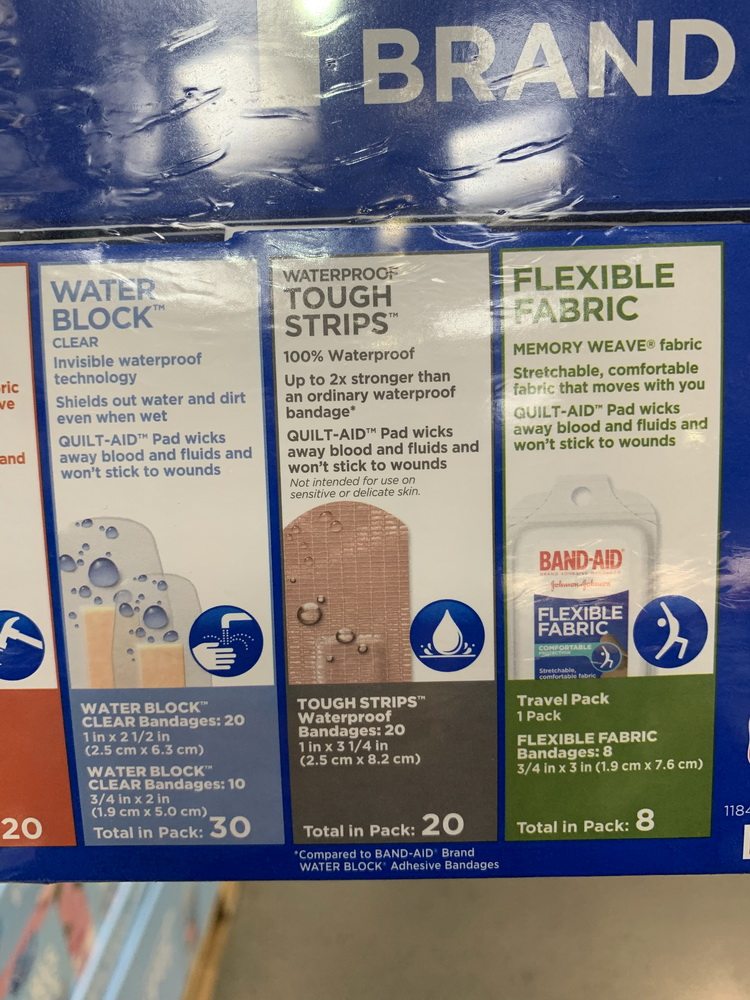 BRAND
ric
ve
and
20
WATER
BLOCK™
CLEAR
Invisible waterproof
technology
Shields out water and dirt
even when wet
QUILT-AID™ Pad wicks
away blood and fluids and
won't stick to wounds
WATER BLOCK™
CLEAR Bandages: 20
1 in x 2 1/2 in
(2.5 cm x 6.3 cm)
WATER BLOCK™
CLEAR Bandages: 10
3/4 in x 2 in
(1.9 cm x 5.0 cm)
Total in Pack: 30
WATERPROOF
TOUGH
STRIPS™
100% Waterproof
Up to 2x stronger than
an ordinary waterproof
bandage*
QUILT-AID™ Pad wicks
away blood and fluids and
won't stick to wounds
Not intended for use on
sensitive or delicate skin.
TOUGH STRIPS™
Waterproof
Bandages: 20
1 in x 3 1/4 in
(2.5 cm x 8.2 cm)
Total in Pack: 20
*Compared to BAND-AID® Brand
WATER BLOCK® Adhesive Bandages
FLEXIBLE
FABRIC
MEMORY WEAVE® fabric
Stretchable, comfortable
fabric that moves with you
QUILT-AID™ Pad wicks
away blood and fluids and
won't stick to wounds
BAND-AID®
BRAND ADHESIVE BANDAGES
Johnson & Johnson
FLEXIBLE
FABRIC
COMFORTABLE
PROTECTION
Stretchable,
comfortable fabric
Travel Pack
1 Pack
FLEXIBLE FABRIC
Bandages: 8
3/4 in x 3 in (1.9 cm x 7.6 cm)
Total in Pack: 8
1184